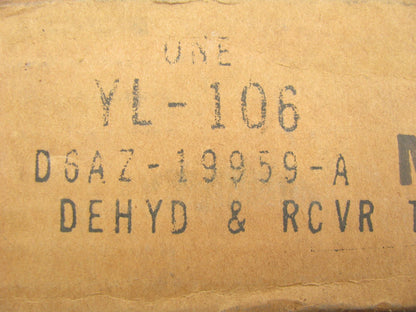 ONE
YL-106
D6AZ-19959-A
DEHYD & RCVR